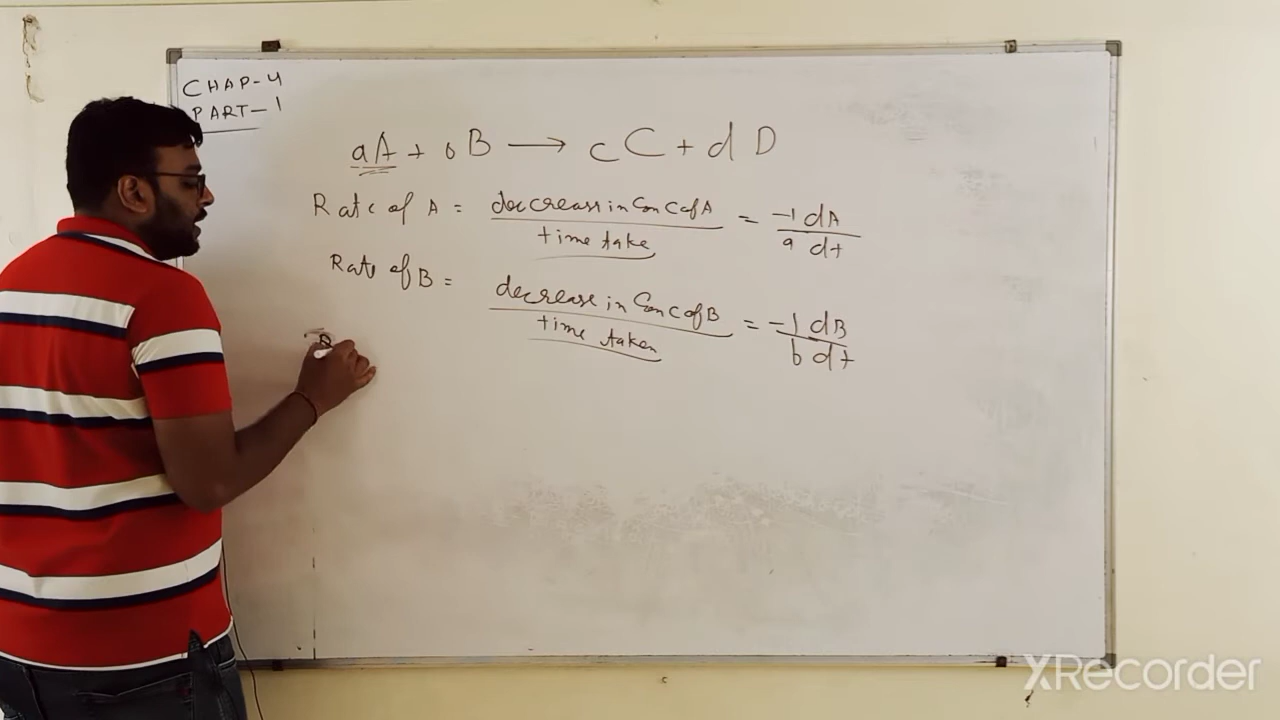 CHAP-4
PART-1
aA + bB → cC + dD
Rate of A = decrease in Conc of A / time take = -1 dA / a dt
Rate of B = decrease in Conc of B / time taken = -1 dB / b dt
XRecorder